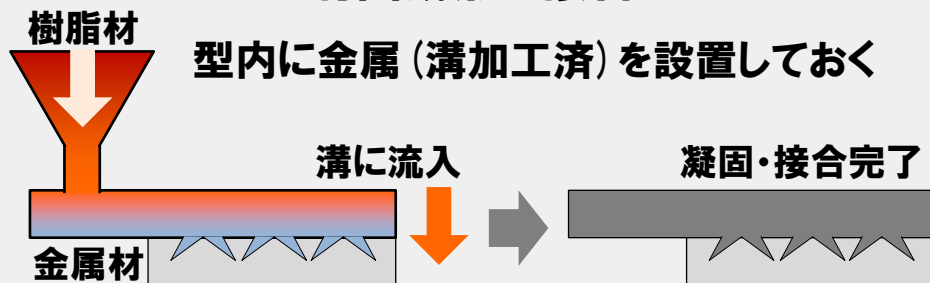 樹脂材
型内に金属(溝加工済)を設置しておく
溝に流入
凝固・接合完了
金属材